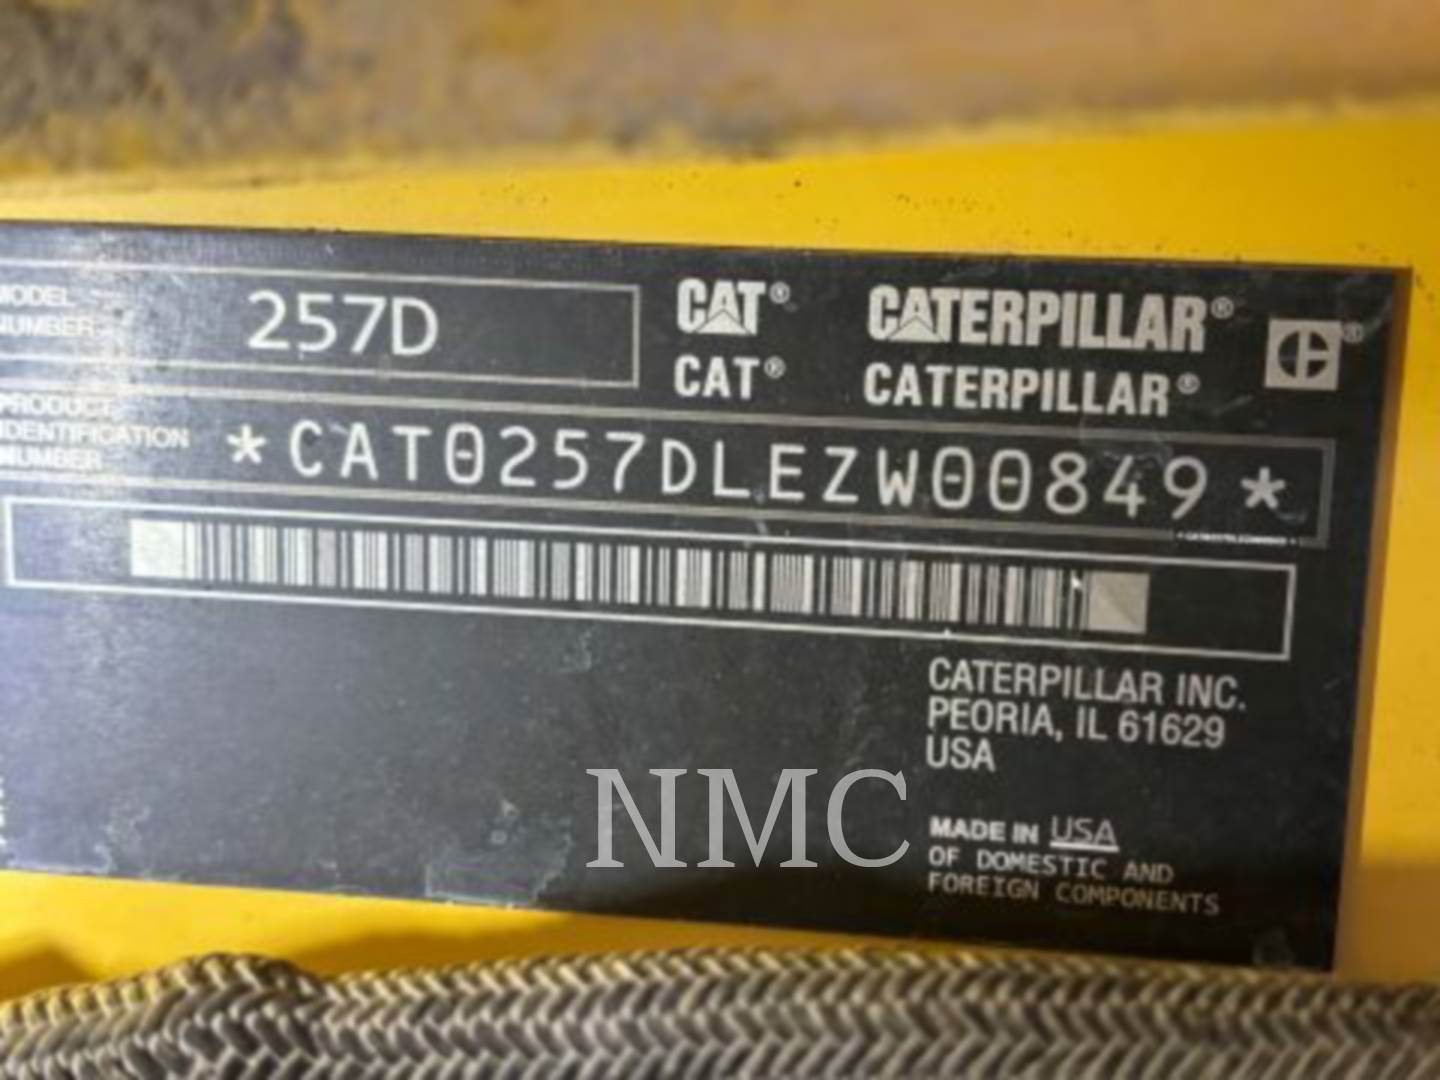 MODEL
NUMBER
257D
CAT® CATERPILLAR®
CAT® CATERPILLAR®
PRODUCT
IDENTIFICATION
NUMBER
*CAT0257DLEZW00849*
CATERPILLAR INC.
PEORIA, IL 61629
USA
NMC
MADE IN USA
OF DOMESTIC AND
FOREIGN COMPONENTS